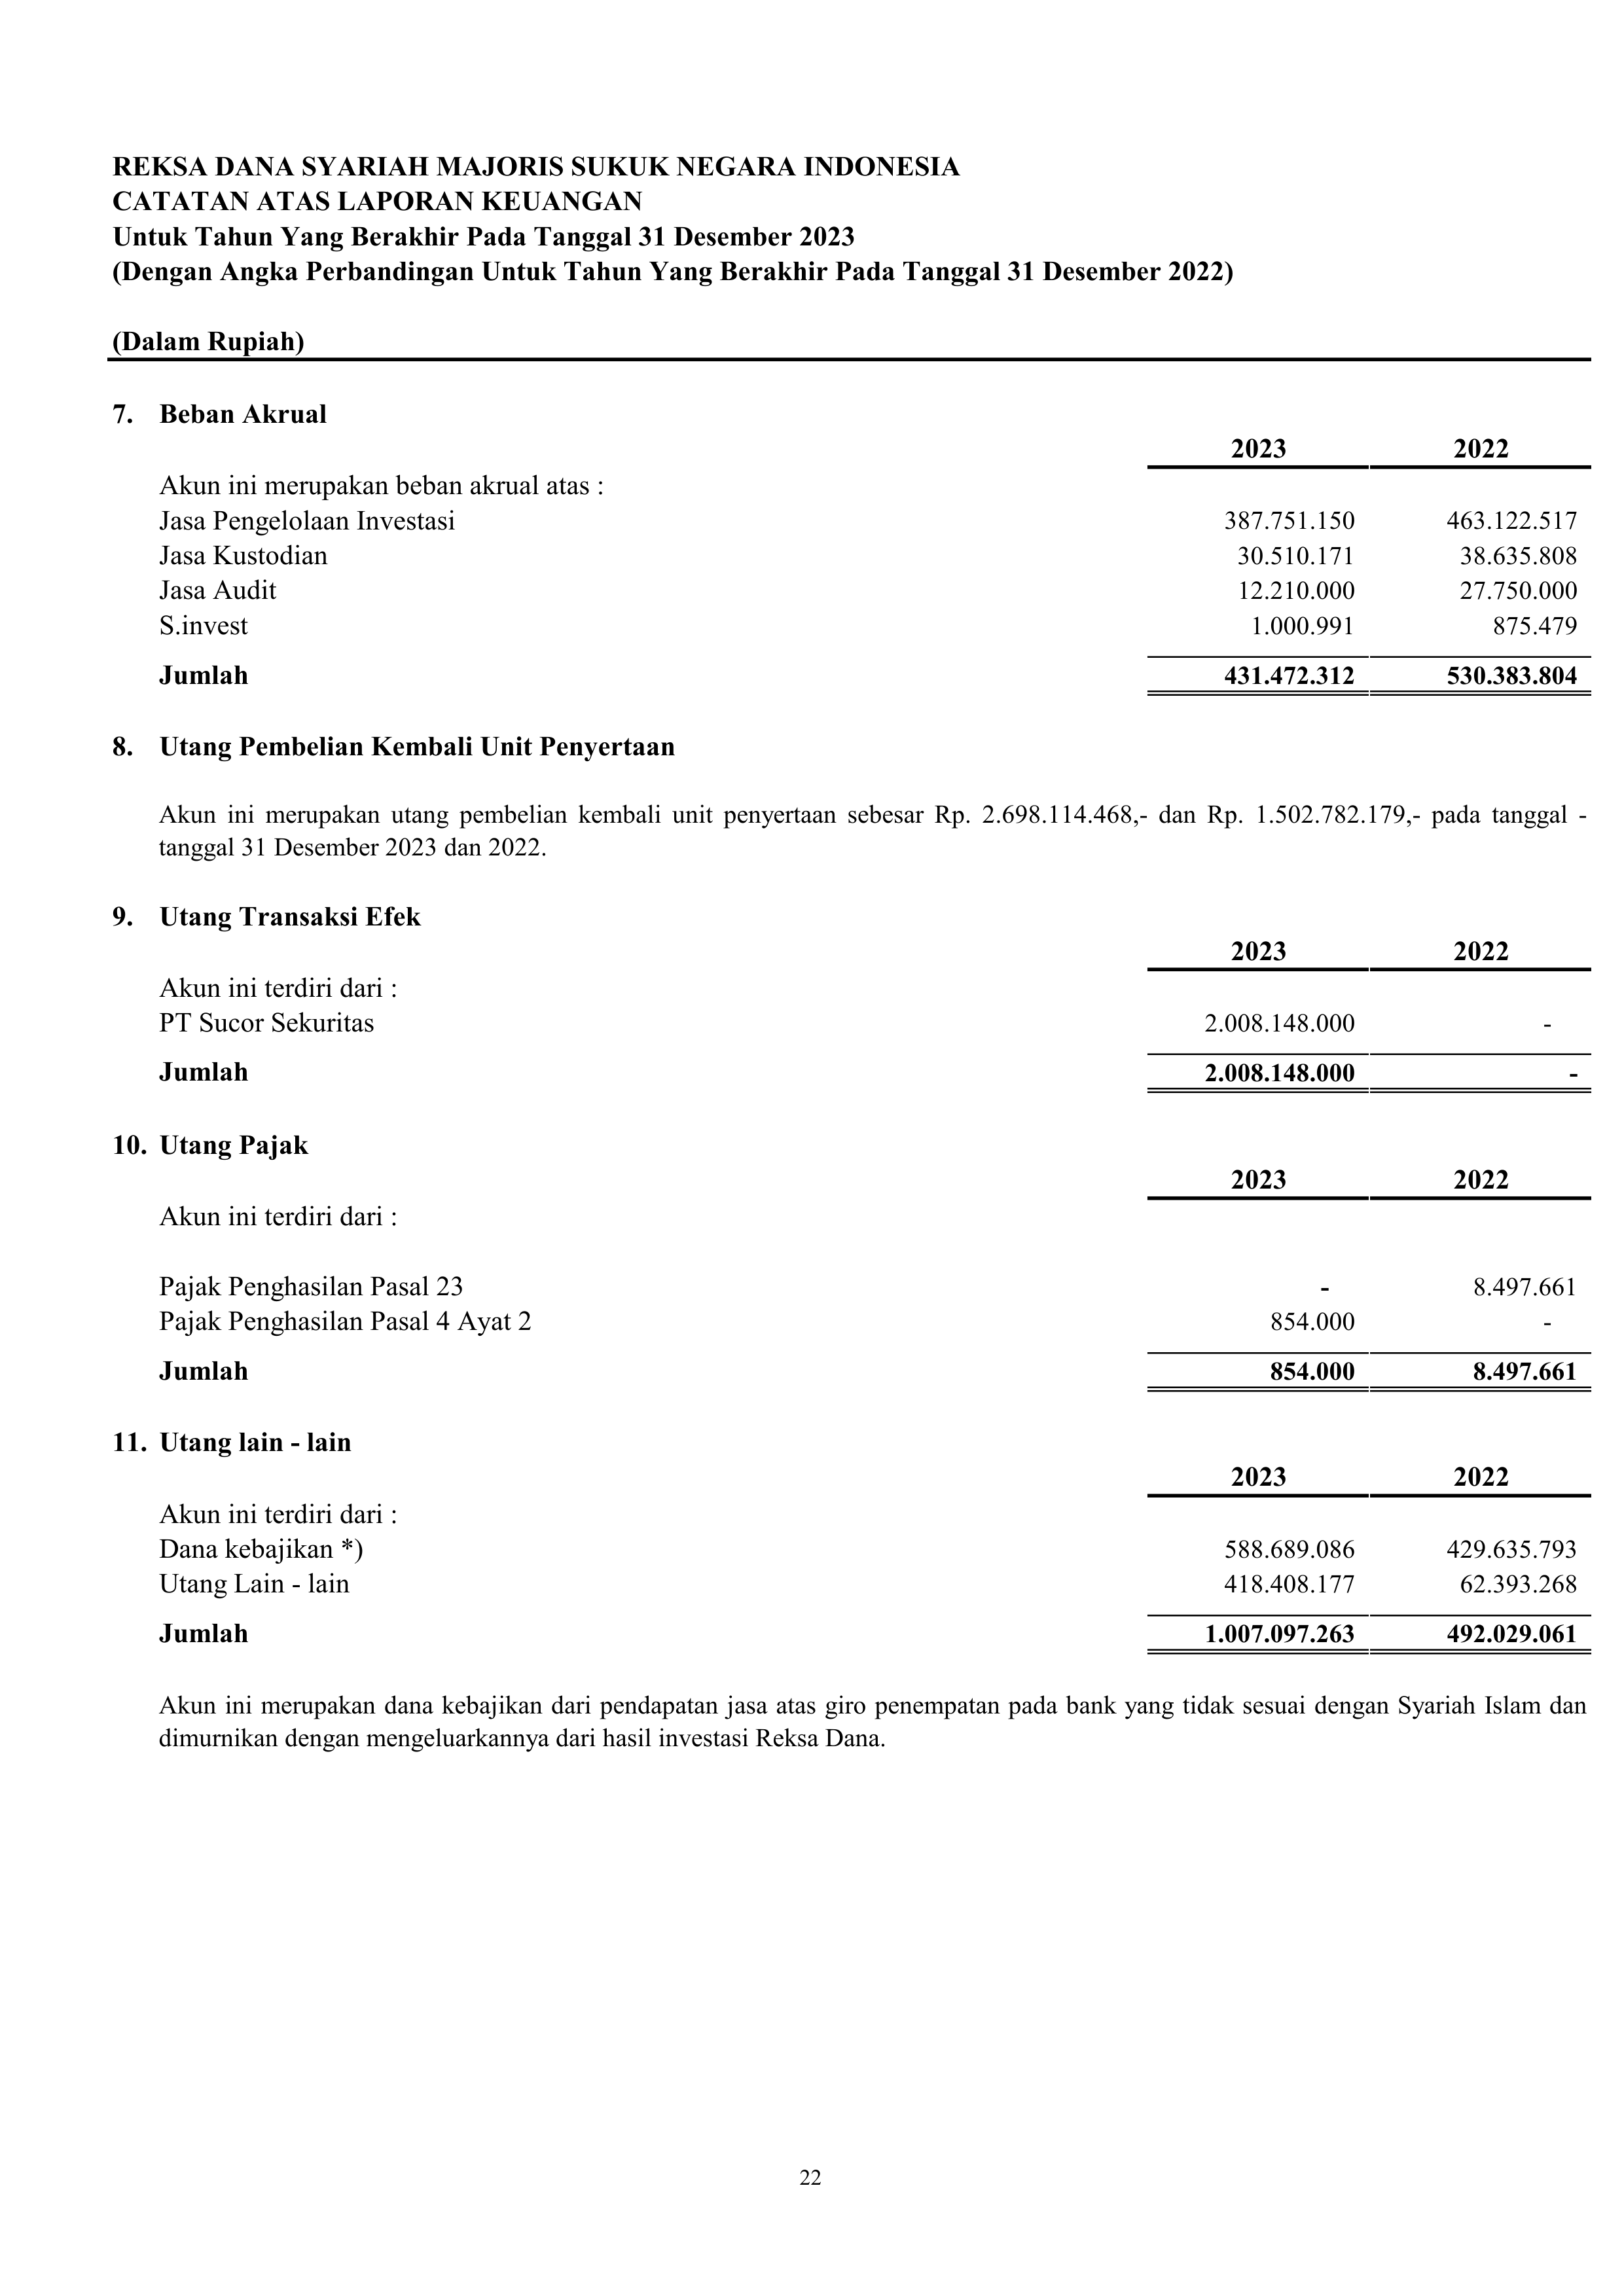 REKSA DANA SYARIAH MAJORIS SUKUK NEGARA INDONESIA
CATATAN ATAS LAPORAN KEUANGAN
Untuk Tahun Yang Berakhir Pada Tanggal 31 Desember 2023
(Dengan Angka Perbandingan Untuk Tahun Yang Berakhir Pada Tanggal 31 Desember 2022)
(Dalam Rupiah)
7. Beban Akrual
2023 2022
Akun ini merupakan beban akrual atas :
Jasa Pengelolaan Investasi 387.751.150 463.122.517
Jasa Kustodian 30.510.171 38.635.808
Jasa Audit 12.210.000 27.750.000
S.invest 1.000.991 875.479
Jumlah 431.472.312 530.383.804
8. Utang Pembelian Kembali Unit Penyertaan
Akun ini merupakan utang pembelian kembali unit penyertaan sebesar Rp. 2.698.114.468,- dan Rp. 1.502.782.179,- pada tanggal -
tanggal 31 Desember 2023 dan 2022.
9. Utang Transaksi Efek
2023 2022
Akun ini terdiri dari :
PT Sucor Sekuritas 2.008.148.000 -
Jumlah 2.008.148.000 -
10. Utang Pajak
2023 2022
Akun ini terdiri dari :
Pajak Penghasilan Pasal 23 - 8.497.661
Pajak Penghasilan Pasal 4 Ayat 2 854.000 -
Jumlah 854.000 8.497.661
11. Utang lain - lain
2023 2022
Akun ini terdiri dari :
Dana kebajikan *) 588.689.086 429.635.793
Utang Lain - lain 418.408.177 62.393.268
Jumlah 1.007.097.263 492.029.061
Akun ini merupakan dana kebajikan dari pendapatan jasa atas giro penempatan pada bank yang tidak sesuai dengan Syariah Islam dan
dimurnikan dengan mengeluarkannya dari hasil investasi Reksa Dana.
22